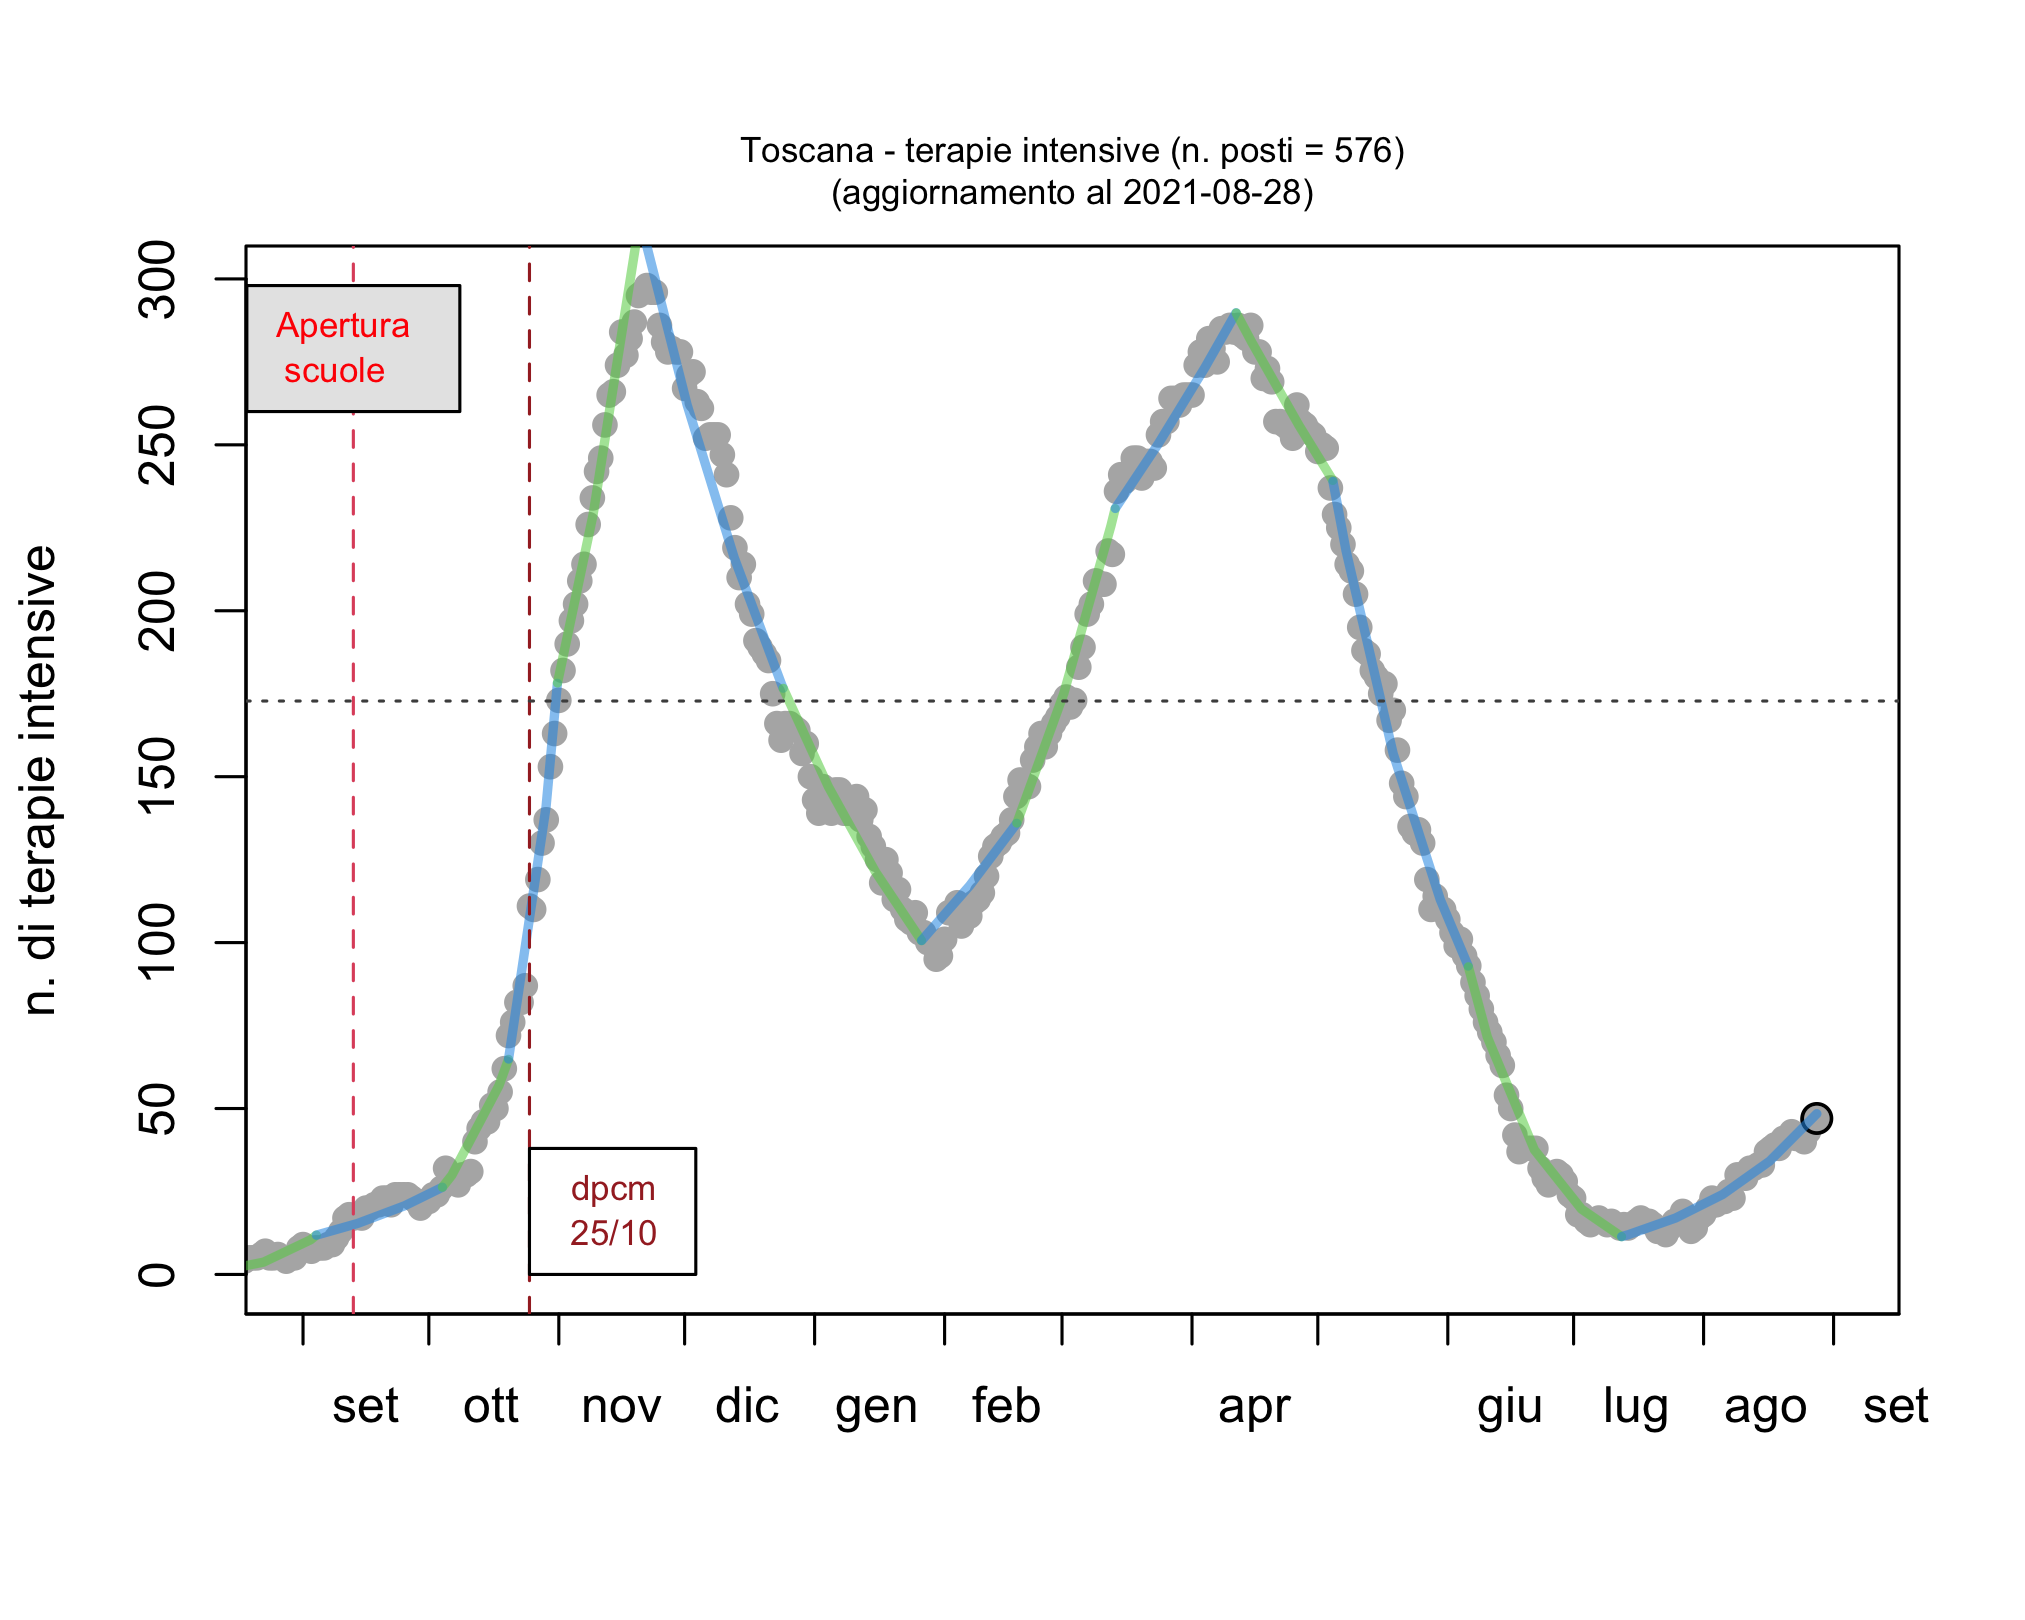 Toscana - terapie intensive (n. posti = 576)
(aggiornamento al 2021-08-28)
n. di terapie intensive
300
250
200
150
100
50
0
Apertura
scuole
dpcm
25/10
set ott nov dic gen feb apr giu lug ago set